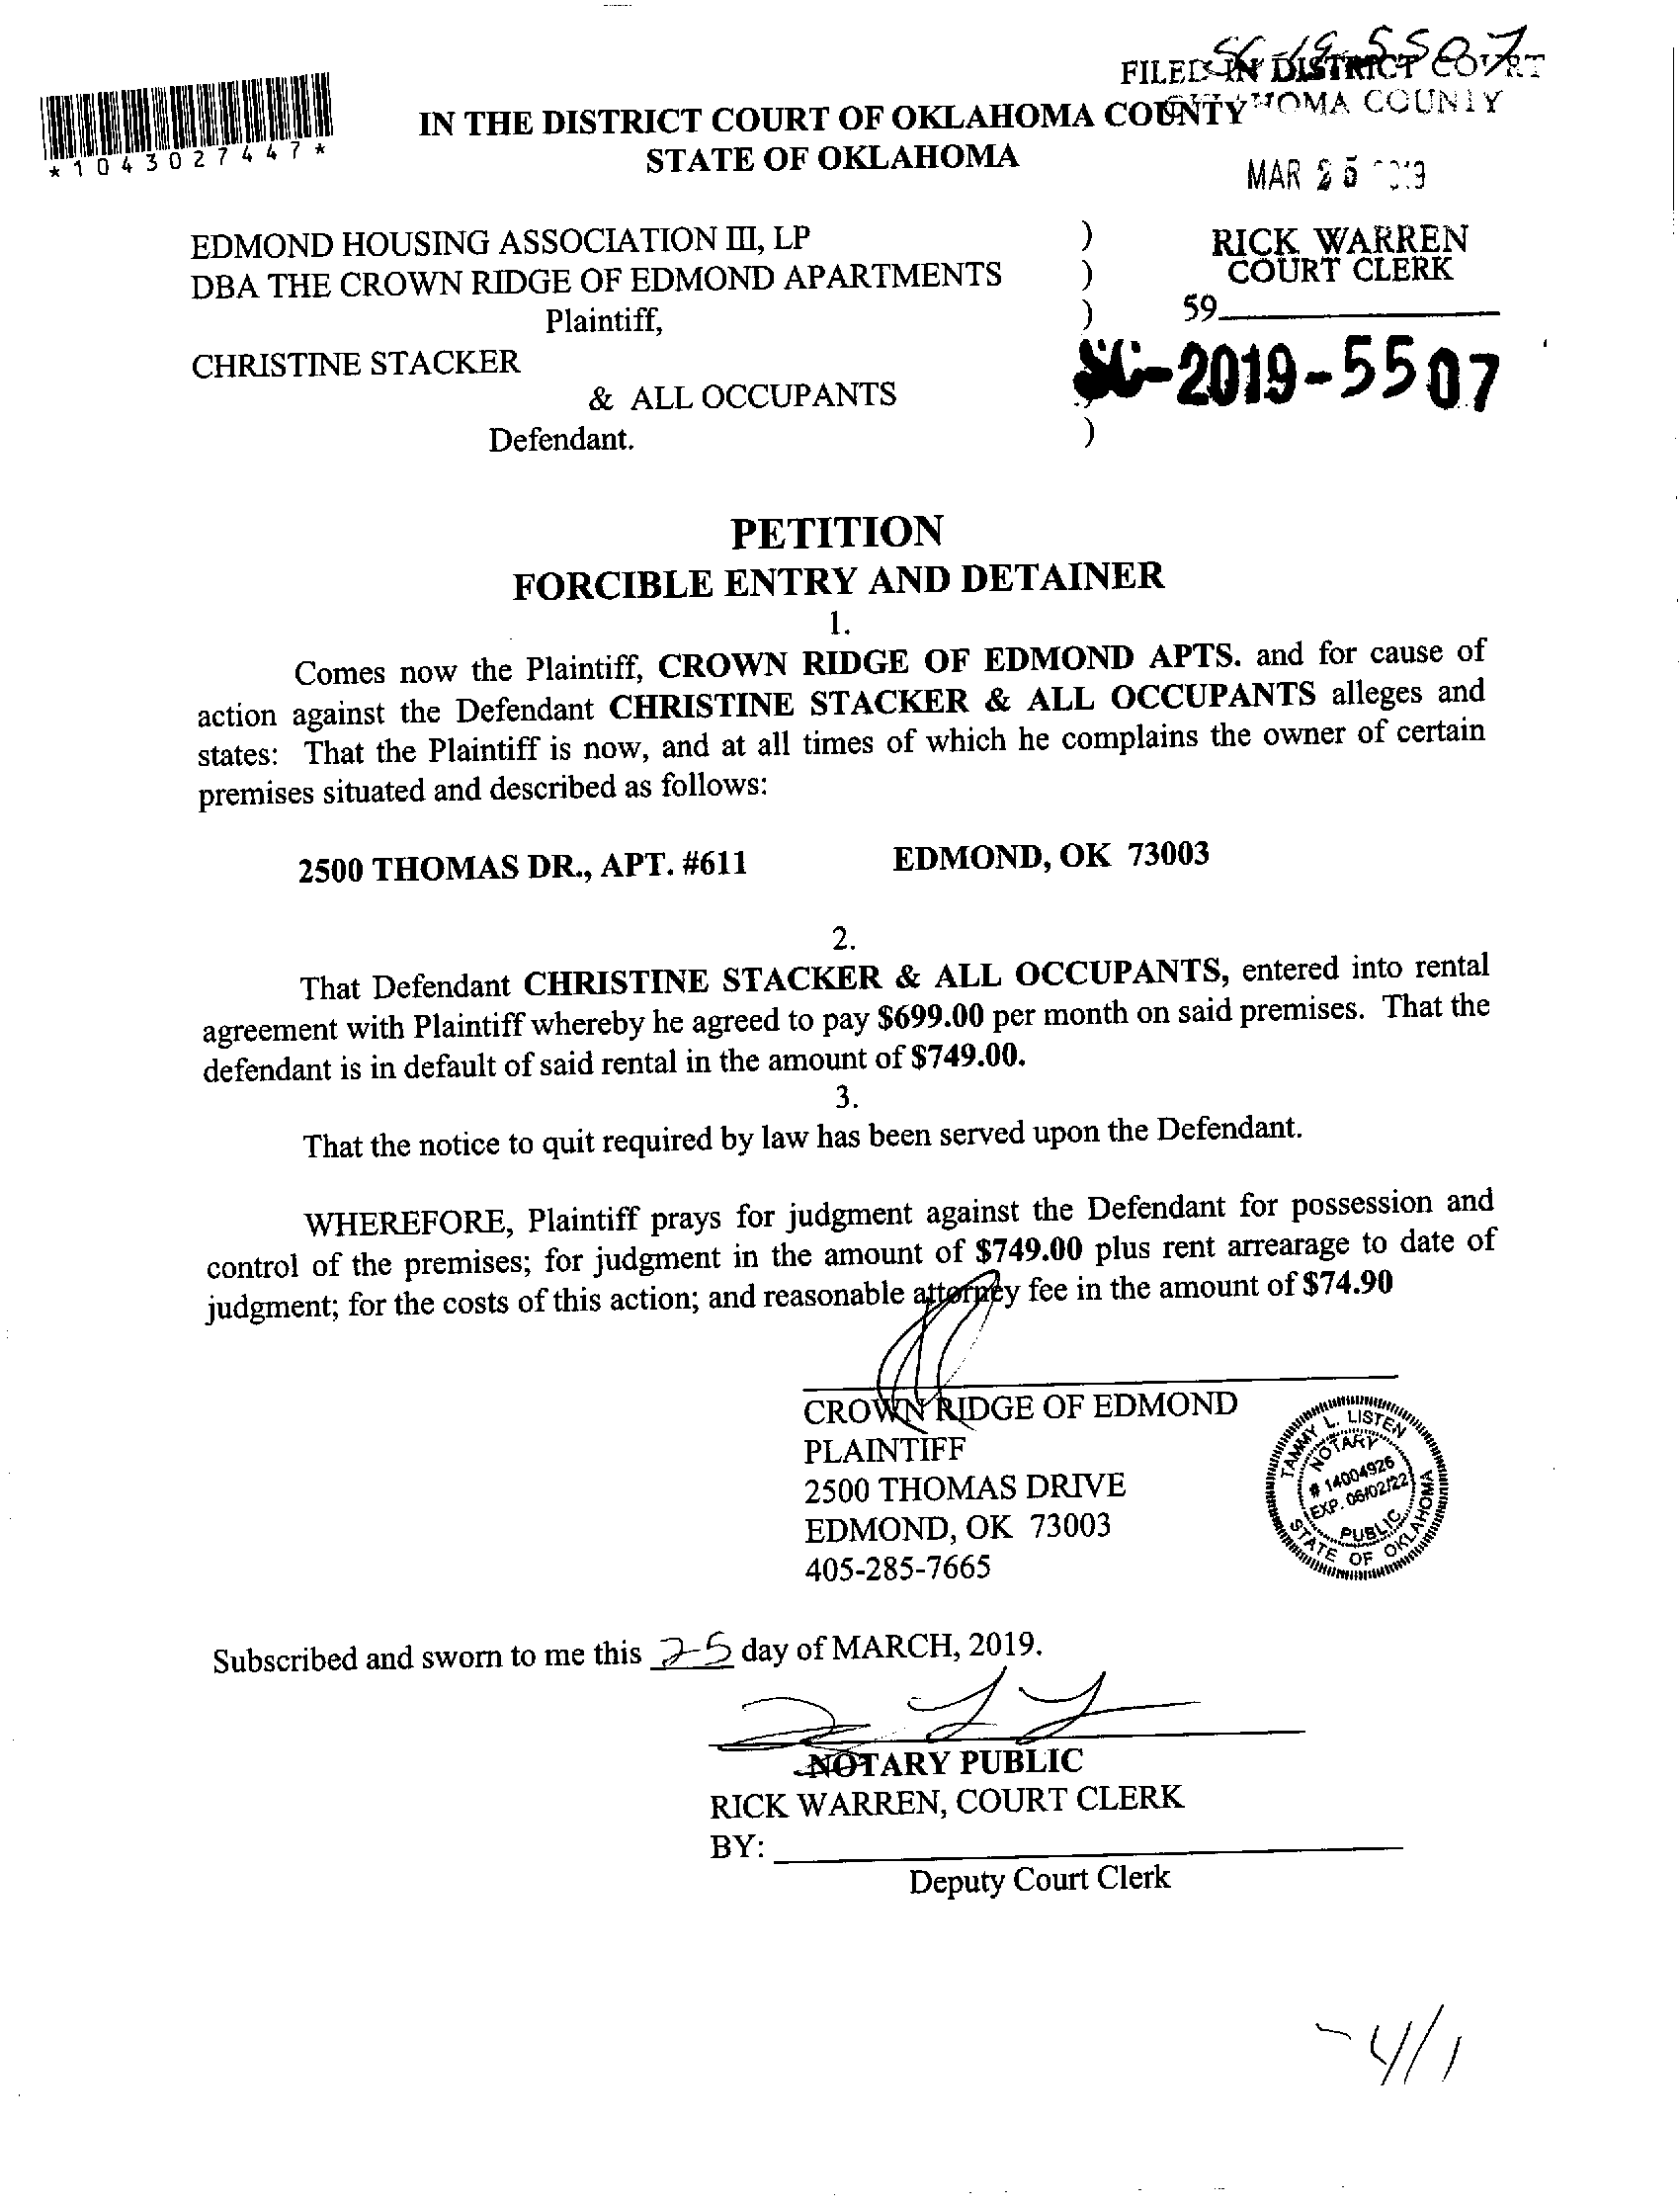 SC-19-5507
FILED IN DISTRICT COURT
OKLAHOMA COUNTY
*1043027447*
IN THE DISTRICT COURT OF OKLAHOMA COUNTY
STATE OF OKLAHOMA
MAR 25 2019
EDMOND HOUSING ASSOCIATION III, LP )
DBA THE CROWN RIDGE OF EDMOND APARTMENTS )
Plaintiff, )
RICK WARREN
COURT CLERK
59
CHRISTINE STACKER
SC-2019-5507
& ALL OCCUPANTS
Defendant. )
PETITION
FORCIBLE ENTRY AND DETAINER
1.
Comes now the Plaintiff, CROWN RIDGE OF EDMOND APTS. and for cause of
action against the Defendant CHRISTINE STACKER & ALL OCCUPANTS alleges and
states: That the Plaintiff is now, and at all times of which he complains the owner of certain
premises situated and described as follows:
2500 THOMAS DR., APT. #611 EDMOND, OK 73003
2.
That Defendant CHRISTINE STACKER & ALL OCCUPANTS, entered into rental
agreement with Plaintiff whereby he agreed to pay $699.00 per month on said premises. That the
defendant is in default of said rental in the amount of $749.00.
3.
That the notice to quit required by law has been served upon the Defendant.
WHEREFORE, Plaintiff prays for judgment against the Defendant for possession and
control of the premises; for judgment in the amount of $749.00 plus rent arrearage to date of
judgment; for the costs of this action; and reasonable attorney fee in the amount of $74.90
CROWN RIDGE OF EDMOND
PLAINTIFF
2500 THOMAS DRIVE
EDMOND, OK 73003
405-285-7665
TAMMY L. LISTEN
NOTARY
# 14004926
EXP. 06/02/22
PUBLIC
STATE OF OKLAHOMA
Subscribed and sworn to me this 25 day of MARCH, 2019.
NOTARY PUBLIC
RICK WARREN, COURT CLERK
BY:
Deputy Court Clerk
- 4/1